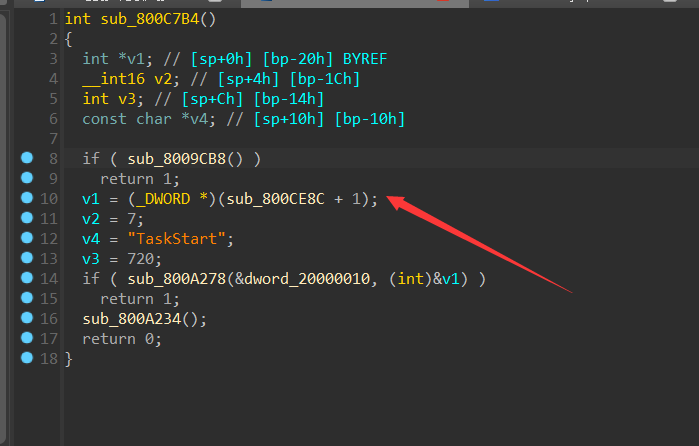 1 int sub_800C7B4()
2 {
3 int *v1; // [sp+0h] [bp-20h] BYREF
4 __int16 v2; // [sp+4h] [bp-1Ch]
5 int v3; // [sp+Ch] [bp-14h]
6 const char *v4; // [sp+10h] [bp-10h]
7
8 if ( sub_8009CB8() )
9 return 1;
10 v1 = (_DWORD *)(sub_800CE8C + 1);
11 v2 = 7;
12 v4 = "TaskStart";
13 v3 = 720;
14 if ( sub_800A278(&dword_20000010, (int)&v1) )
15 return 1;
16 sub_800A234();
17 return 0;
18 }